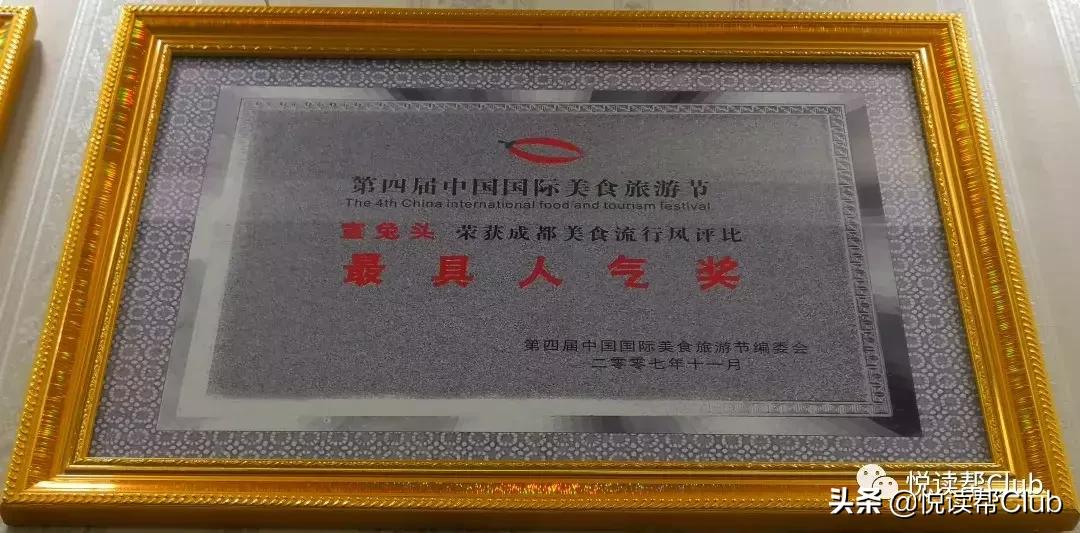 第四届中国国际美食旅游节
The 4th China international food and tourism festival
兔头 荣获成都美食流行风评比
最具人气奖
第四届中国国际美食旅游节编委会
二零零七年十一月
悦读帮Club
头条@悦读帮Club